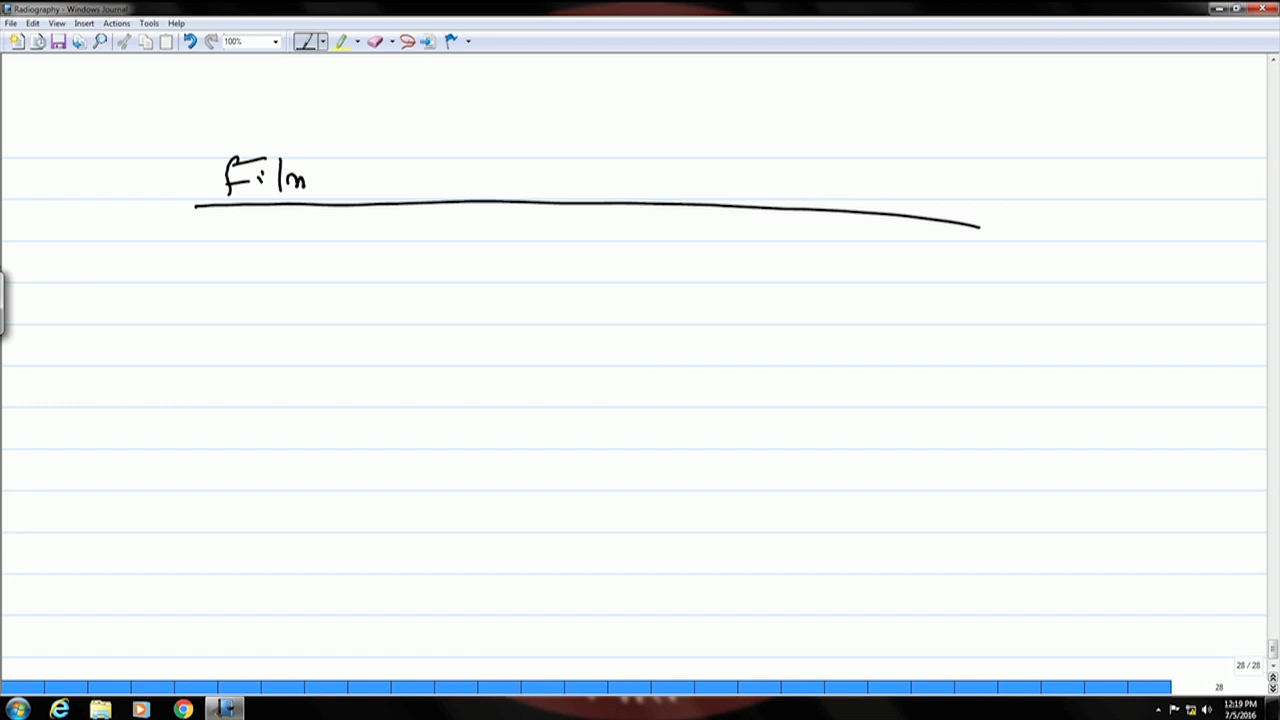 Radiography - Windows Journal
File Edit View Insert Actions Tools Help
100%
Film
28 / 28
28
12:19 PM
7/5/2016